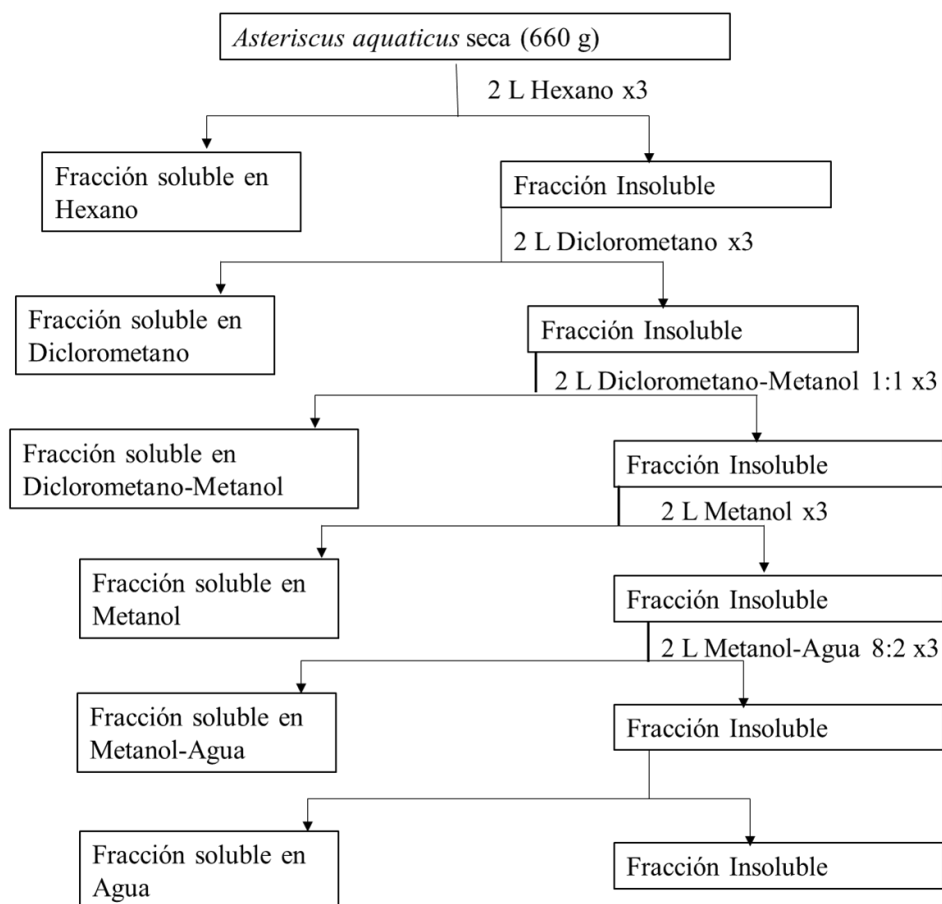 Asteriscus aquaticus seca (660 g)
2 L Hexano x3
Fracción soluble en
Hexano
Fracción Insoluble
2 L Diclorometano x3
Fracción soluble en
Diclorometano
Fracción Insoluble
2 L Diclorometano-Metanol 1:1 x3
Fracción soluble en
Diclorometano-Metanol
Fracción Insoluble
2 L Metanol x3
Fracción soluble en
Metanol
Fracción Insoluble
2 L Metanol-Agua 8:2 x3
Fracción soluble en
Metanol-Agua
Fracción Insoluble
Fracción soluble en
Agua
Fracción Insoluble